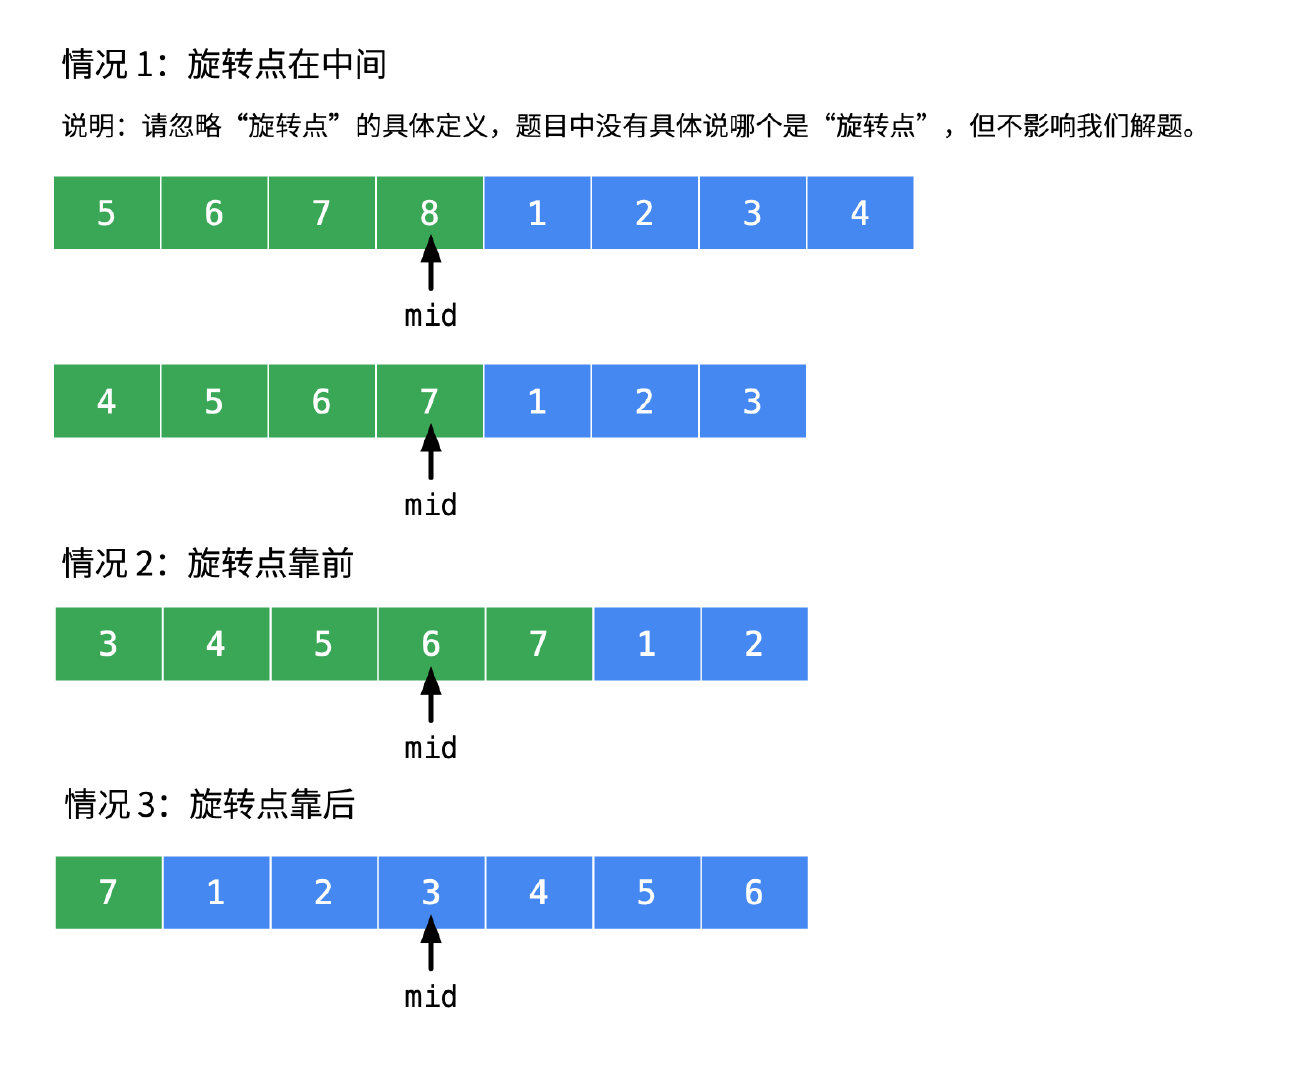 情况 1：旋转点在中间
说明：请忽略“旋转点”的具体定义，题目中没有具体说哪个是“旋转点”，但不影响我们解题。
5 6 7 8 1 2 3 4
mid
4 5 6 7 1 2 3
mid
情况 2：旋转点靠前
3 4 5 6 7 1 2
mid
情况 3：旋转点靠后
7 1 2 3 4 5 6
mid